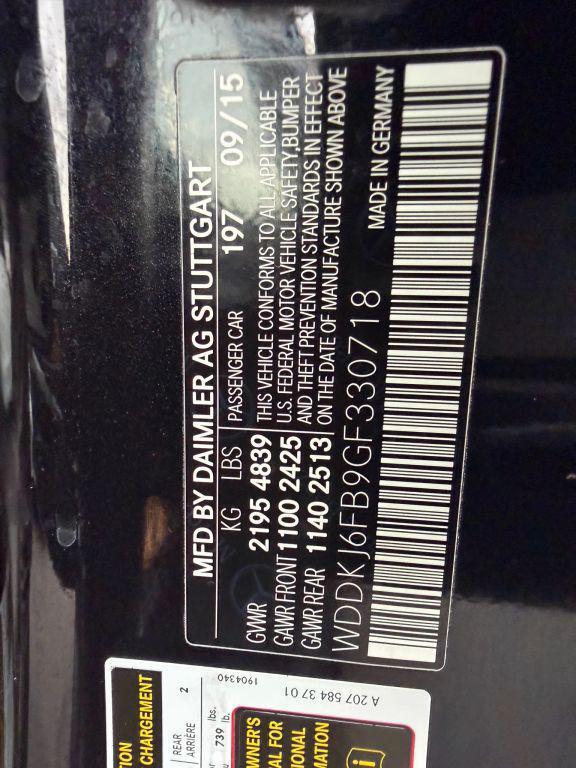 MFD BY DAIMLER AG STUTTGART
KG LBS PASSENGER CAR 197 09/15
GVWR 2195 4839 THIS VEHICLE CONFORMS TO ALL APPLICABLE
GAWR FRONT 1100 2425 U.S. FEDERAL MOTOR VEHICLE SAFETY, BUMPER
GAWR REAR 1140 2513 AND THEFT PREVENTION STANDARDS IN EFFECT
ON THE DATE OF MANUFACTURE SHOWN ABOVE
WDDKJ6FB9GF330718 MADE IN GERMANY
CHARGEMENT
REAR
ARRIÈRE 2
739 lbs.
lb.
1904340
A 207 584 37 01